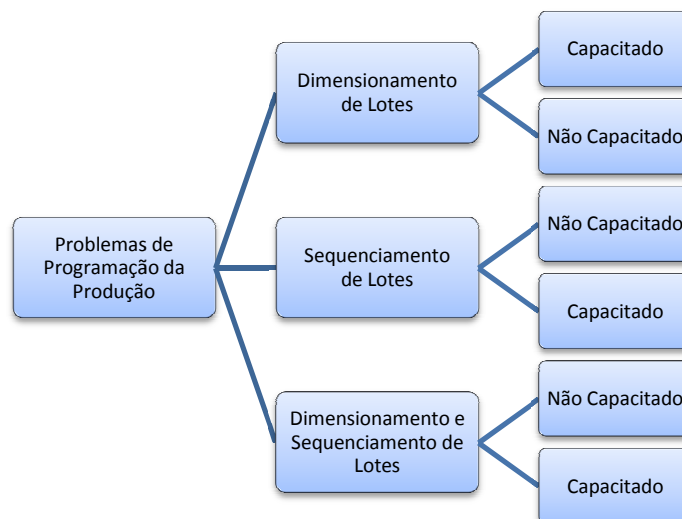 Problemas de
Programação da
Produção
Dimensionamento
de Lotes
Capacitado
Não Capacitado
Sequenciamento
de Lotes
Não Capacitado
Capacitado
Dimensionamento e
Sequenciamento de
Lotes
Não Capacitado
Capacitado